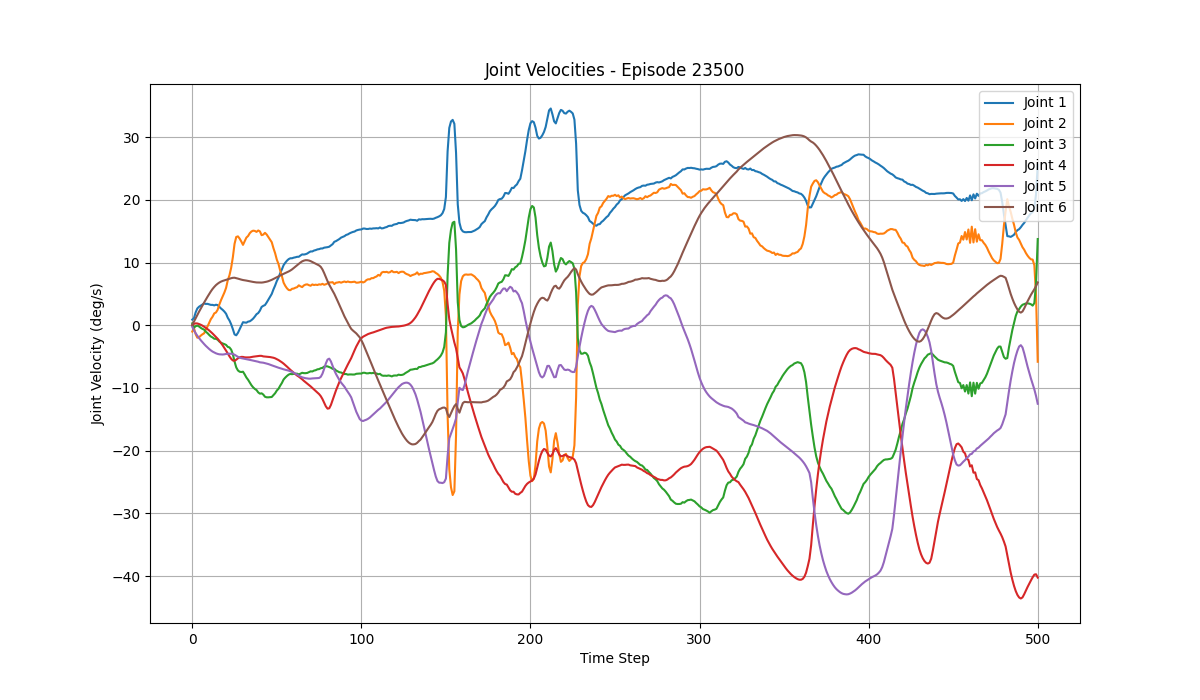 Joint Velocities - Episode 23500
Joint Velocity (deg/s)
30
20
10
0
−10
−20
−30
−40
Joint 1
Joint 2
Joint 3
Joint 4
Joint 5
Joint 6
0 100 200 300 400 500
Time Step